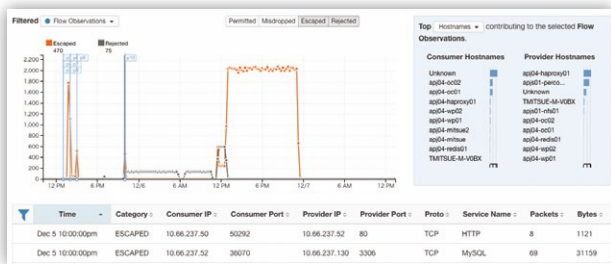 Filtered Flow Observations
Permitted Misdropped Escaped Rejected
Escaped
470
Rejected
75
2,200
2,000
1,800
1,600
1,400
1,200
1,000
800
600
400
200
0
12 PM 6 PM 12/6 6 AM 12 PM 6 PM 12/7 6 AM 12 PM
Top Hostnames contributing to the selected Flow
Observations.
Consumer Hostnames
Unknown
apj04-oc02
apj04-oc01
apj04-haproxy01
apj04-wp02
apj04-wp01
apj04-mitsue2
apj04-mitsue
apj04-redis01
TMITSUE-M-V0BX
Provider Hostnames
apj04-haproxy01
apjs01-perco...
Unknown
TMITSUE-M-V0BX
apjs01-nfs01
apj04-oc02
apj04-oc01
apj04-redis01
apj04-wp02
apj04-wp01
Time Category Consumer IP Consumer Port Provider IP Provider Port Proto Service Name Packets Bytes
Dec 5 10:00:00pm ESCAPED 10.66.237.50 50292 10.66.237.52 80 TCP HTTP 8 1121
Dec 5 10:00:00pm ESCAPED 10.66.237.52 36070 10.66.237.130 3306 TCP MySQL 69 31159